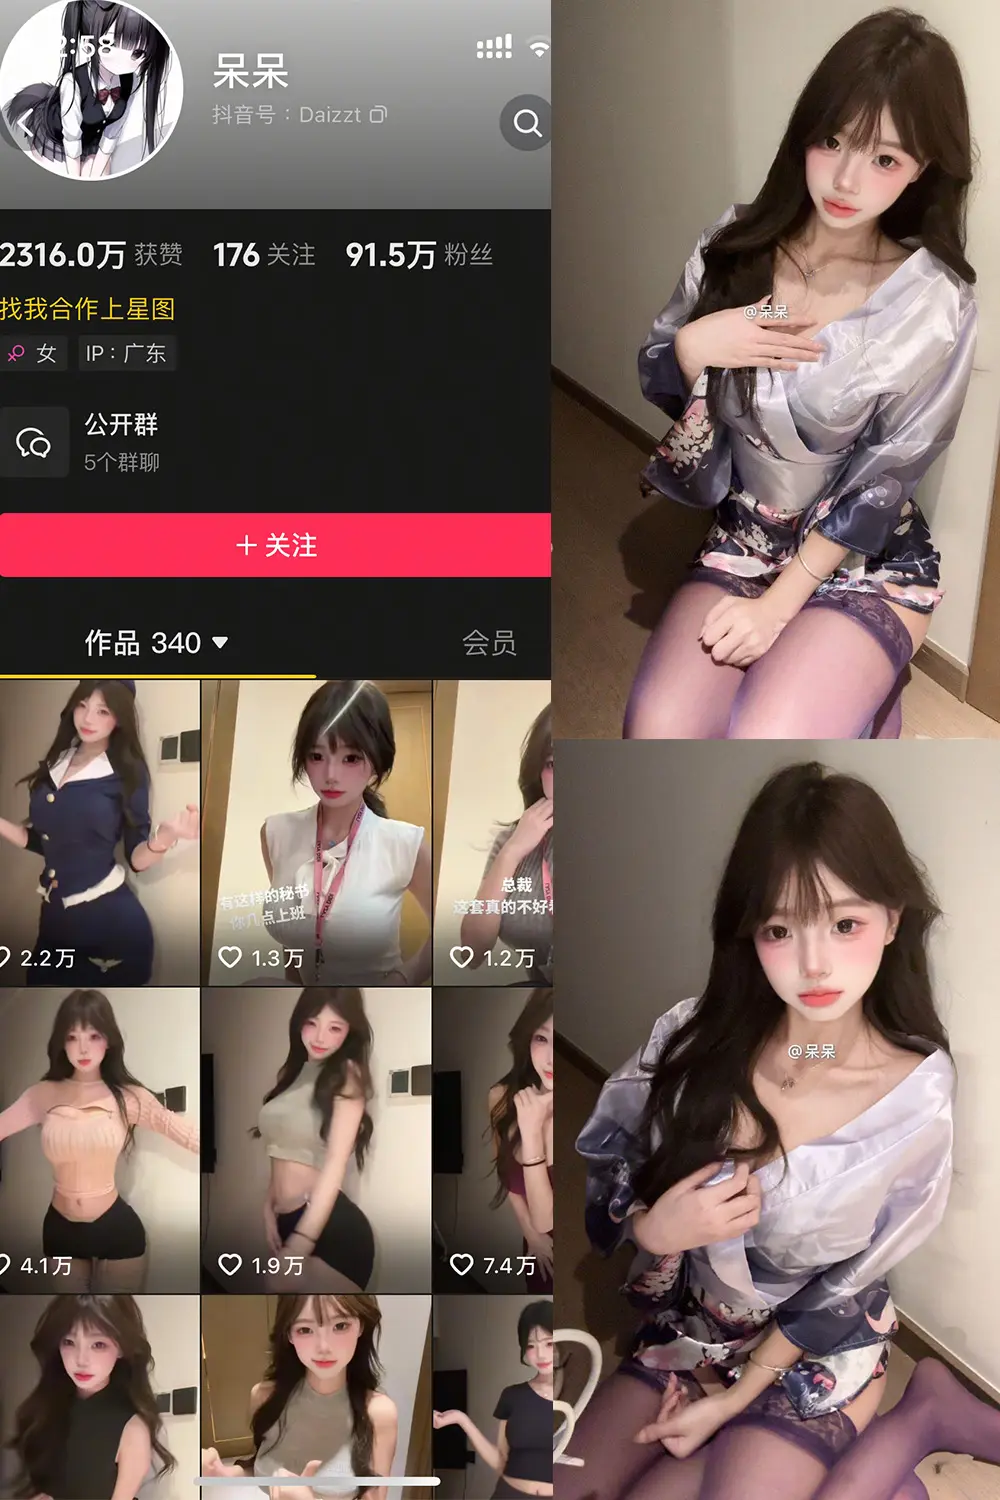 2:58
呆呆
抖音号：Daizzt
2316.0万 获赞 176 关注 91.5万 粉丝
找我合作上星图
女 IP：广东
公开群
5个群聊
+ 关注
作品 340
会员
有这样的秘书
你几点上班
总裁
这套真的不好
2.2万
1.3万
1.2万
4.1万
1.9万
7.4万
@呆呆
@呆呆